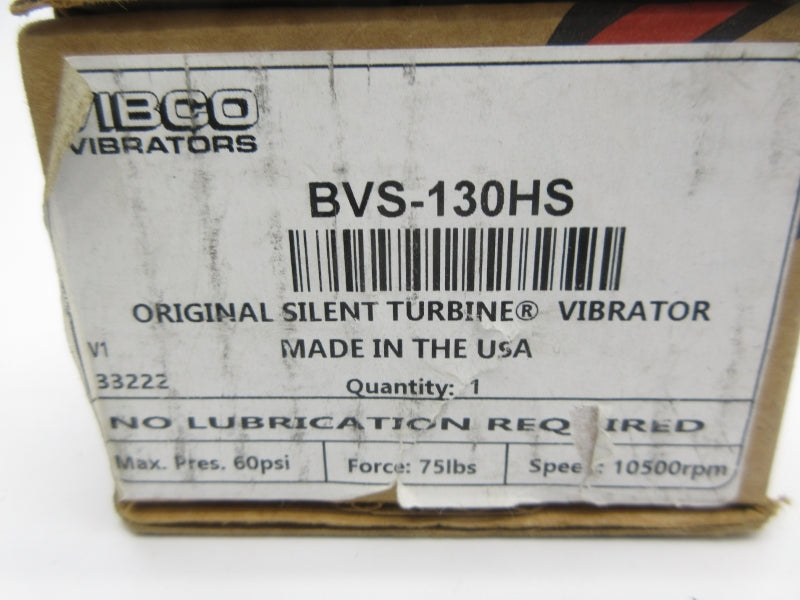 VIBCO
VIBRATORS
BVS-130HS
ORIGINAL SILENT TURBINE® VIBRATOR
V1 MADE IN THE USA
33222 Quantity: 1
NO LUBRICATION REQ IRED
Max. Pres. 60psi Force: 75lbs Spee : 10500rpm